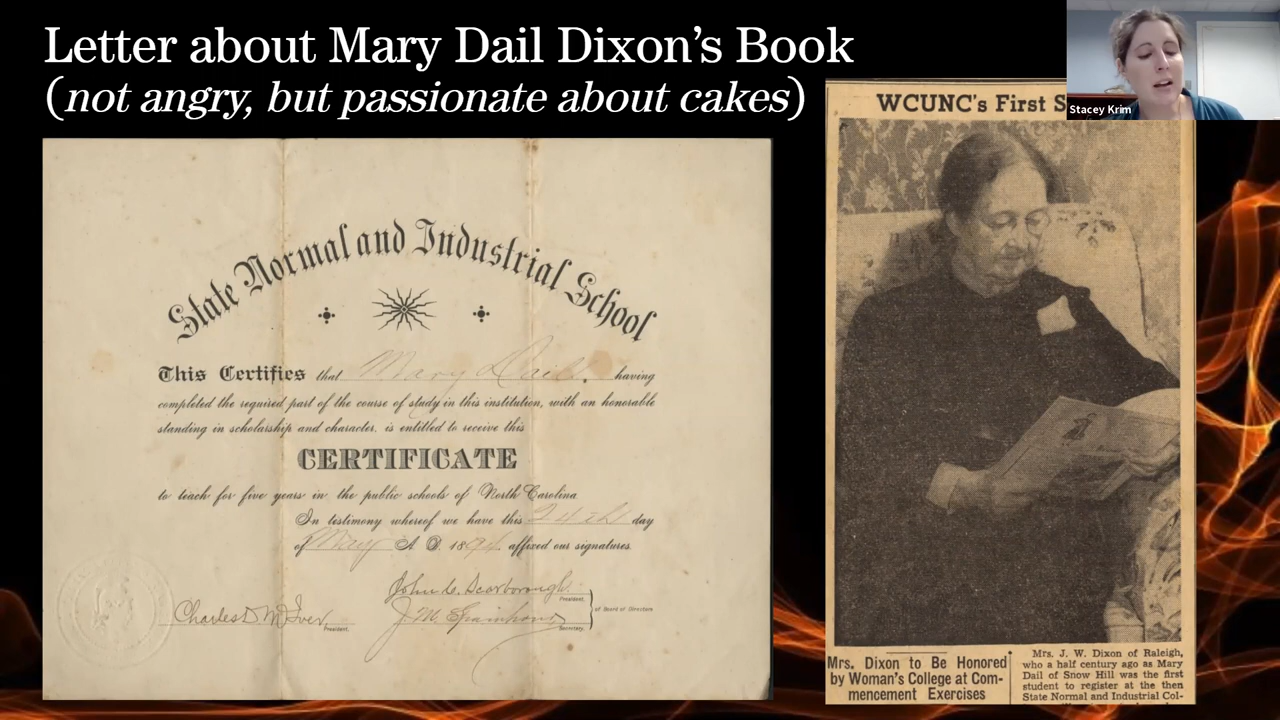 Letter about Mary Dail Dixon's Book
(not angry, but passionate about cakes)
State Normal and Industrial School
This Certifies that Mary Dail. having
completed the required part of the course of study in this institution, with an honorable
standing in scholarship and character. is entitled to receive this
CERTIFICATE
to teach for five years in the public schools of North Carolina
In testimony whereof we have this 24th day
of May A. D. 1894. affixed our signatures.
Charles D. McIver,
President.
John C. Scarborough.
President.
J. M. Spainhour,
Secretary.
of Board of Directors
WCUNC's First S
Stacey Krim
Mrs. Dixon to Be Honored
by Woman's College at Com-
mencement Exercises
Mrs. J. W. Dixon of Raleigh,
who a half century ago as Mary
Dail of Snow Hill was the first
student to register at the then
State Normal and Industrial Col-